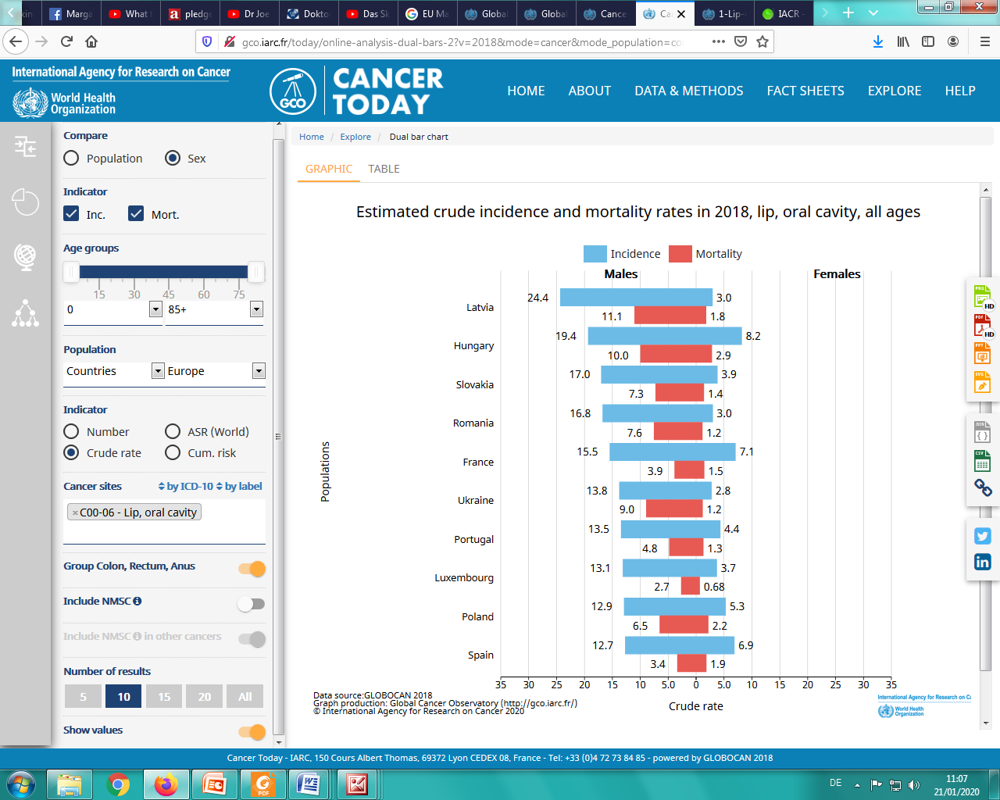 kin
Marga
What f
pledge
Dr Joe
Dokto
Das Sk
EU Ma
Global
Global
Cance
Ca
1-Lip-
IACR -
gco.iarc.fr/today/online-analysis-dual-bars-2?v=2018&mode=cancer&mode_population=co
International Agency for Research on Cancer
World Health
Organization
GCO
CANCER
TODAY
HOME ABOUT DATA & METHODS FACT SHEETS EXPLORE HELP
Compare
Population Sex
Indicator
Inc. Mort.
Age groups
15 30 45 60 75
0 85+
Population
Countries Europe
Indicator
Number ASR (World)
Crude rate Cum. risk
Cancer sites by ICD-10 by label
×C00-06 - Lip, oral cavity
Group Colon, Rectum, Anus
Include NMSC
Include NMSC in other cancers
Number of results
5 10 15 20 All
Show values
Home / Explore / Dual bar chart
GRAPHIC TABLE
Estimated crude incidence and mortality rates in 2018, lip, oral cavity, all ages
Incidence Mortality
Males Females
Populations
Latvia 24.4 3.0
11.1 1.8
Hungary 19.4 8.2
10.0 2.9
Slovakia 17.0 3.9
7.3 1.4
Romania 16.8 3.0
7.6 1.2
France 15.5 7.1
3.9 1.5
Ukraine 13.8 2.8
9.0 1.2
Portugal 13.5 4.4
4.8 1.3
Luxembourg 13.1 3.7
2.7 0.68
Poland 12.9 5.3
6.5 2.2
Spain 12.7 6.9
3.4 1.9
35 30 25 20 15 10 5.0 0 5.0 10 15 20 25 30 35
Crude rate
Data source:GLOBOCAN 2018
Graph production: Global Cancer Observatory (http://gco.iarc.fr/)
© International Agency for Research on Cancer 2020
International Agency for Research on Ca
World Health
Organization
PNG
HD
PDF
HD
PPT
SVG
JSON
CSV
Cancer Today - IARC, 150 Cours Albert Thomas, 69372 Lyon CEDEX 08, France - Tel: +33 (0)4 72 73 84 85 - powered by GLOBOCAN 2018
PDF
DE
11:07
21/01/2020